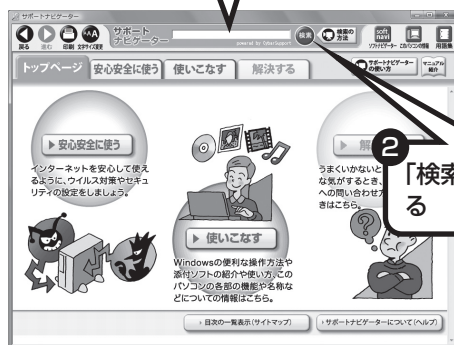 サポートナビゲーター
戻る 進む 印刷 文字サイズ変更
サポート
ナビゲーター
powered by CyberSupport
検索
検索の
方法
soft
navi
ソフトナビゲーター このパソコンの情報 用語集
トップページ 安心安全に使う 使いこなす 解決する
サポートナビゲーター
の使い方
マニュアル
紹介
安心安全に使う
インターネットを安心して使え
るように、ウイルス対策やセキュ
リティの設定をしましょう。
使いこなす
Windowsの便利な操作方法や
添付ソフトの紹介や使い方、この
パソコンの各部の機能や名称な
どについての情報はこちら。
解
うまくいかないと
な気がするとき、
への問い合わせ方
きはこちら。
2
「検索
る
目次の一覧表示(サイトマップ)
サポートナビゲーターについて(ヘルプ)